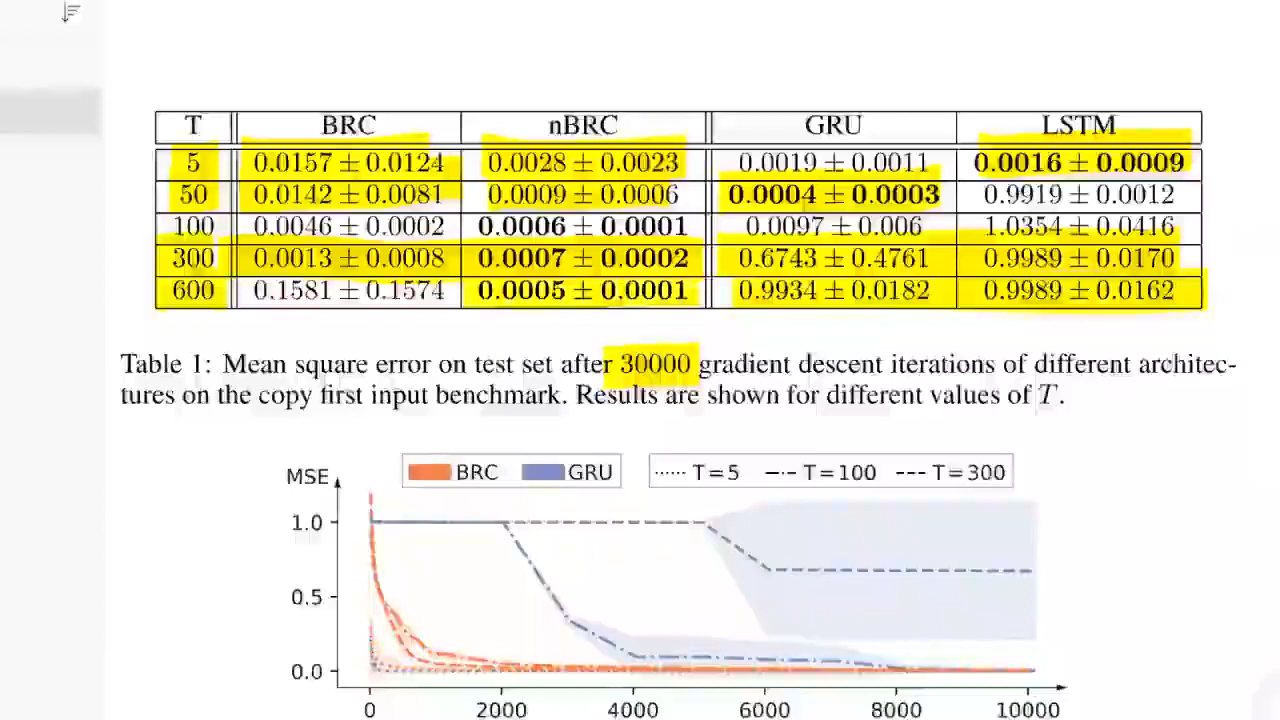 T BRC nBRC GRU LSTM
5 0.0157 ± 0.0124 0.0028 ± 0.0023 0.0019 ± 0.0011 0.0016 ± 0.0009
50 0.0142 ± 0.0081 0.0009 ± 0.0006 0.0004 ± 0.0003 0.9919 ± 0.0012
100 0.0046 ± 0.0002 0.0006 ± 0.0001 0.0097 ± 0.006 1.0354 ± 0.0416
300 0.0013 ± 0.0008 0.0007 ± 0.0002 0.6743 ± 0.4761 0.9989 ± 0.0170
600 0.1581 ± 0.1574 0.0005 ± 0.0001 0.9934 ± 0.0182 0.9989 ± 0.0162
Table 1: Mean square error on test set after 30000 gradient descent iterations of different architec-
tures on the copy first input benchmark. Results are shown for different values of T.
MSE BRC GRU T=5 T=100 T=300
1.0
0.5
0.0
0 2000 4000 6000 8000 10000